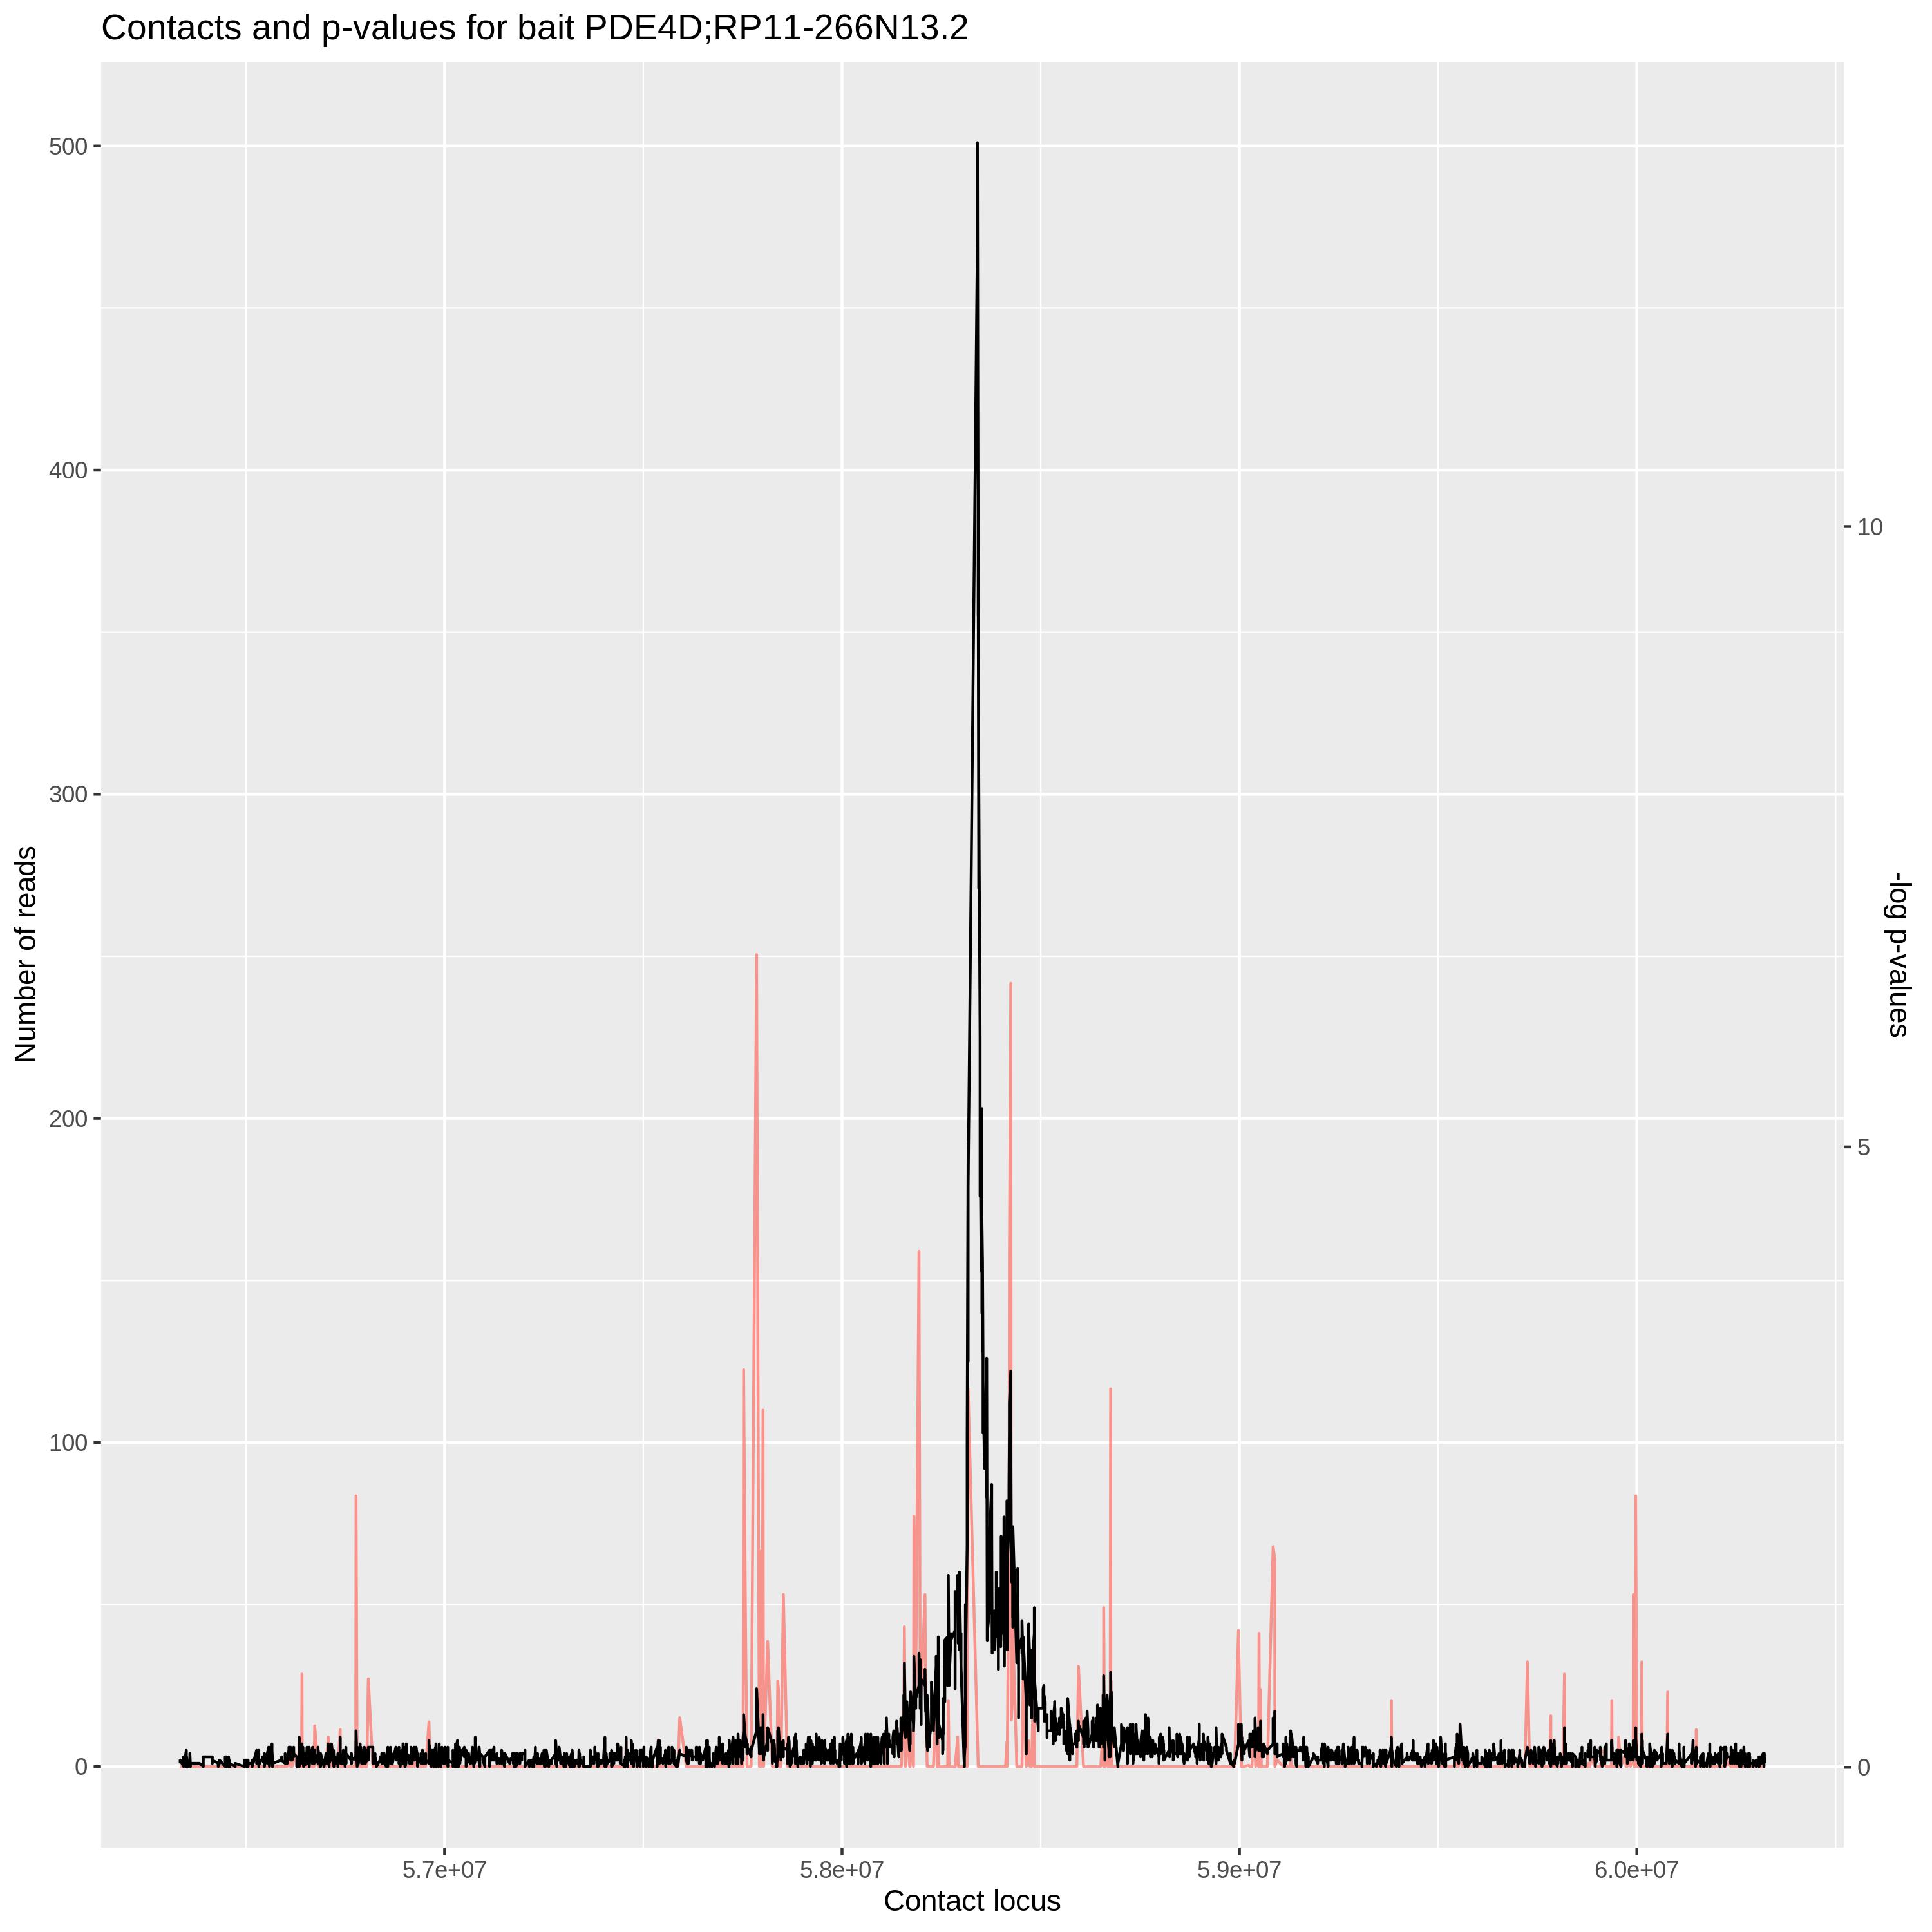 Contacts and p-values for bait PDE4D;RP11-266N13.2
500
400
300
200
100
0
Number of reads
10
5
0
-log p-values
5.7e+07
5.8e+07
5.9e+07
6.0e+07
Contact locus